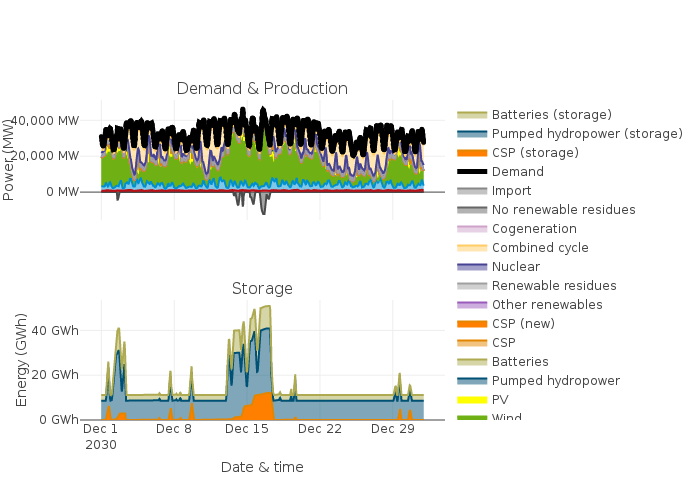 Demand & Production
Power (MW)
40,000 MW
20,000 MW
0 MW
Storage
Energy (GWh)
40 GWh
20 GWh
0 GWh
Dec 1
2030
Dec 8
Dec 15
Dec 22
Dec 29
Date & time
Batteries (storage)
Pumped hydropower (storage)
CSP (storage)
Demand
Import
No renewable residues
Cogeneration
Combined cycle
Nuclear
Renewable residues
Other renewables
CSP (new)
CSP
Batteries
Pumped hydropower
PV
Wind